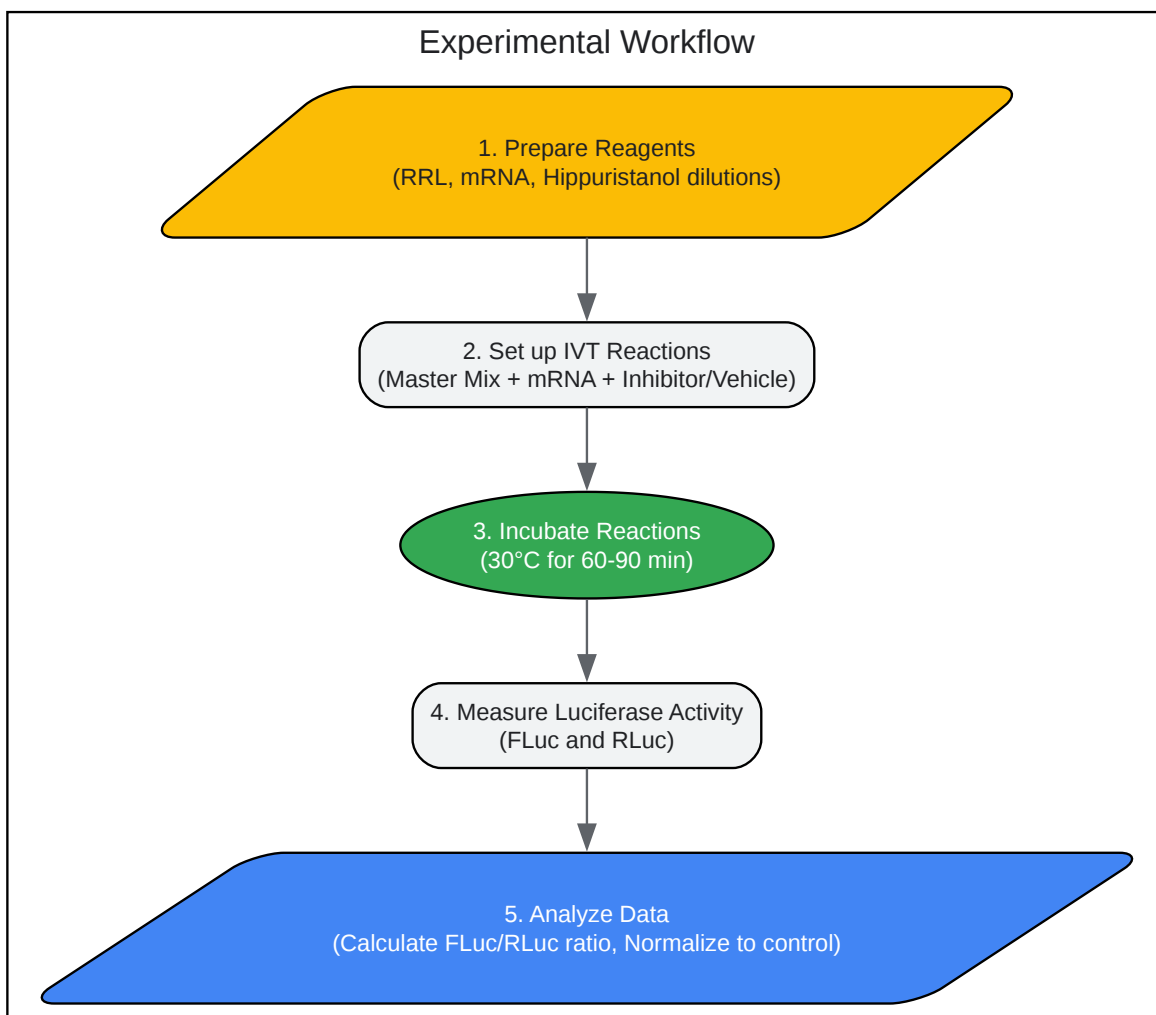 Experimental Workflow
1. Prepare Reagents
(RRL, mRNA, Hippuristanol dilutions)
2. Set up IVT Reactions
(Master Mix + mRNA + Inhibitor/Vehicle)
3. Incubate Reactions
(30°C for 60-90 min)
4. Measure Luciferase Activity
(FLuc and RLuc)
5. Analyze Data
(Calculate FLuc/RLuc ratio, Normalize to control)